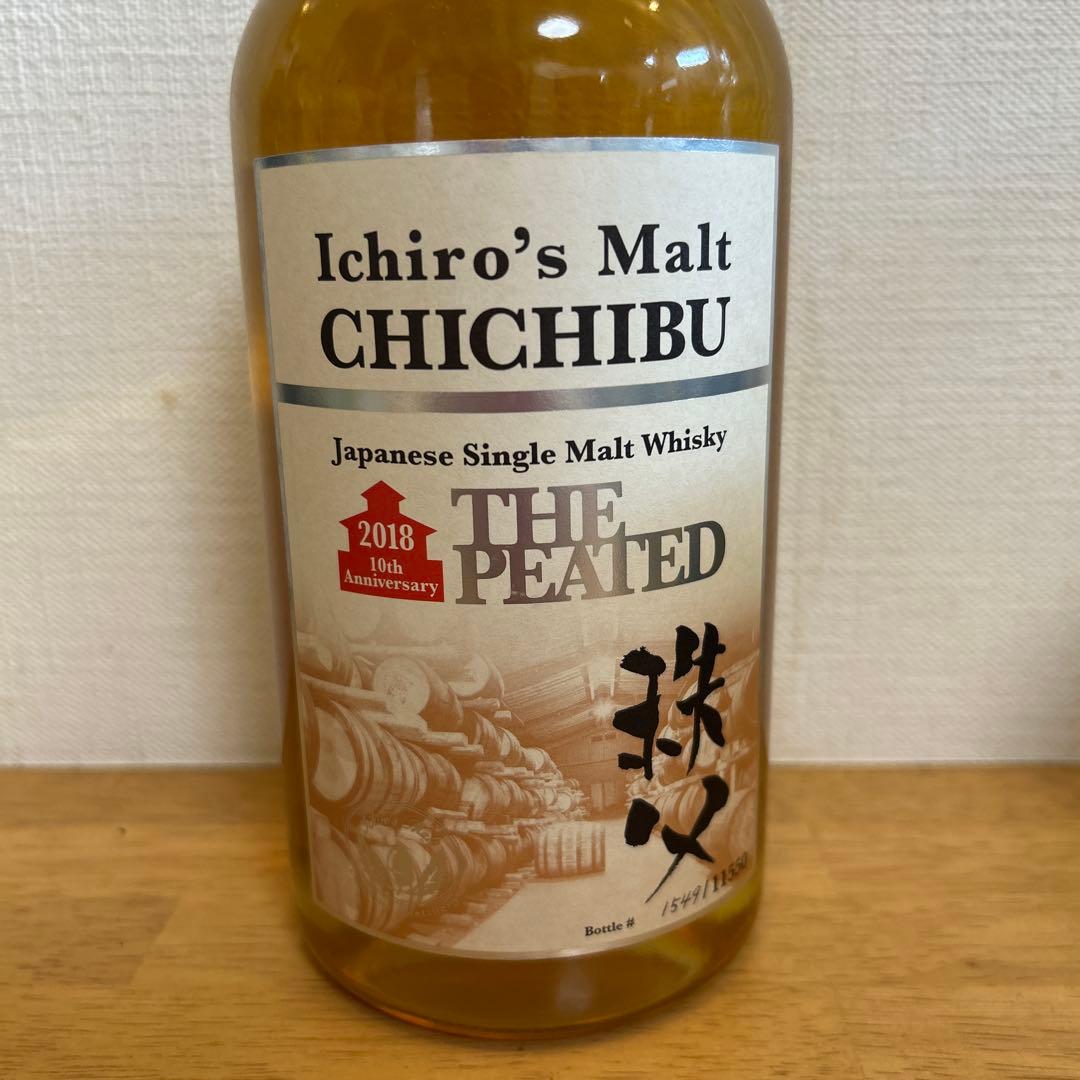 Ichiro's Malt
CHICHIBU
Japanese Single Malt Whisky
2018
10th
Anniversary
THE
PEATED
秩父
Bottle # 1549/11550